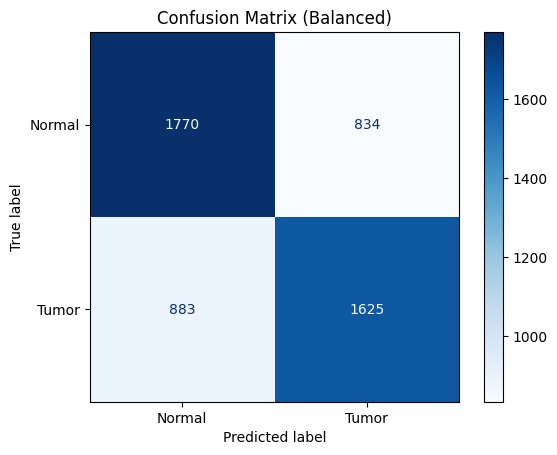 Confusion Matrix (Balanced)
True label
Normal
1770
834
Tumor
883
1625
Normal
Tumor
Predicted label
1600
1400
1200
1000